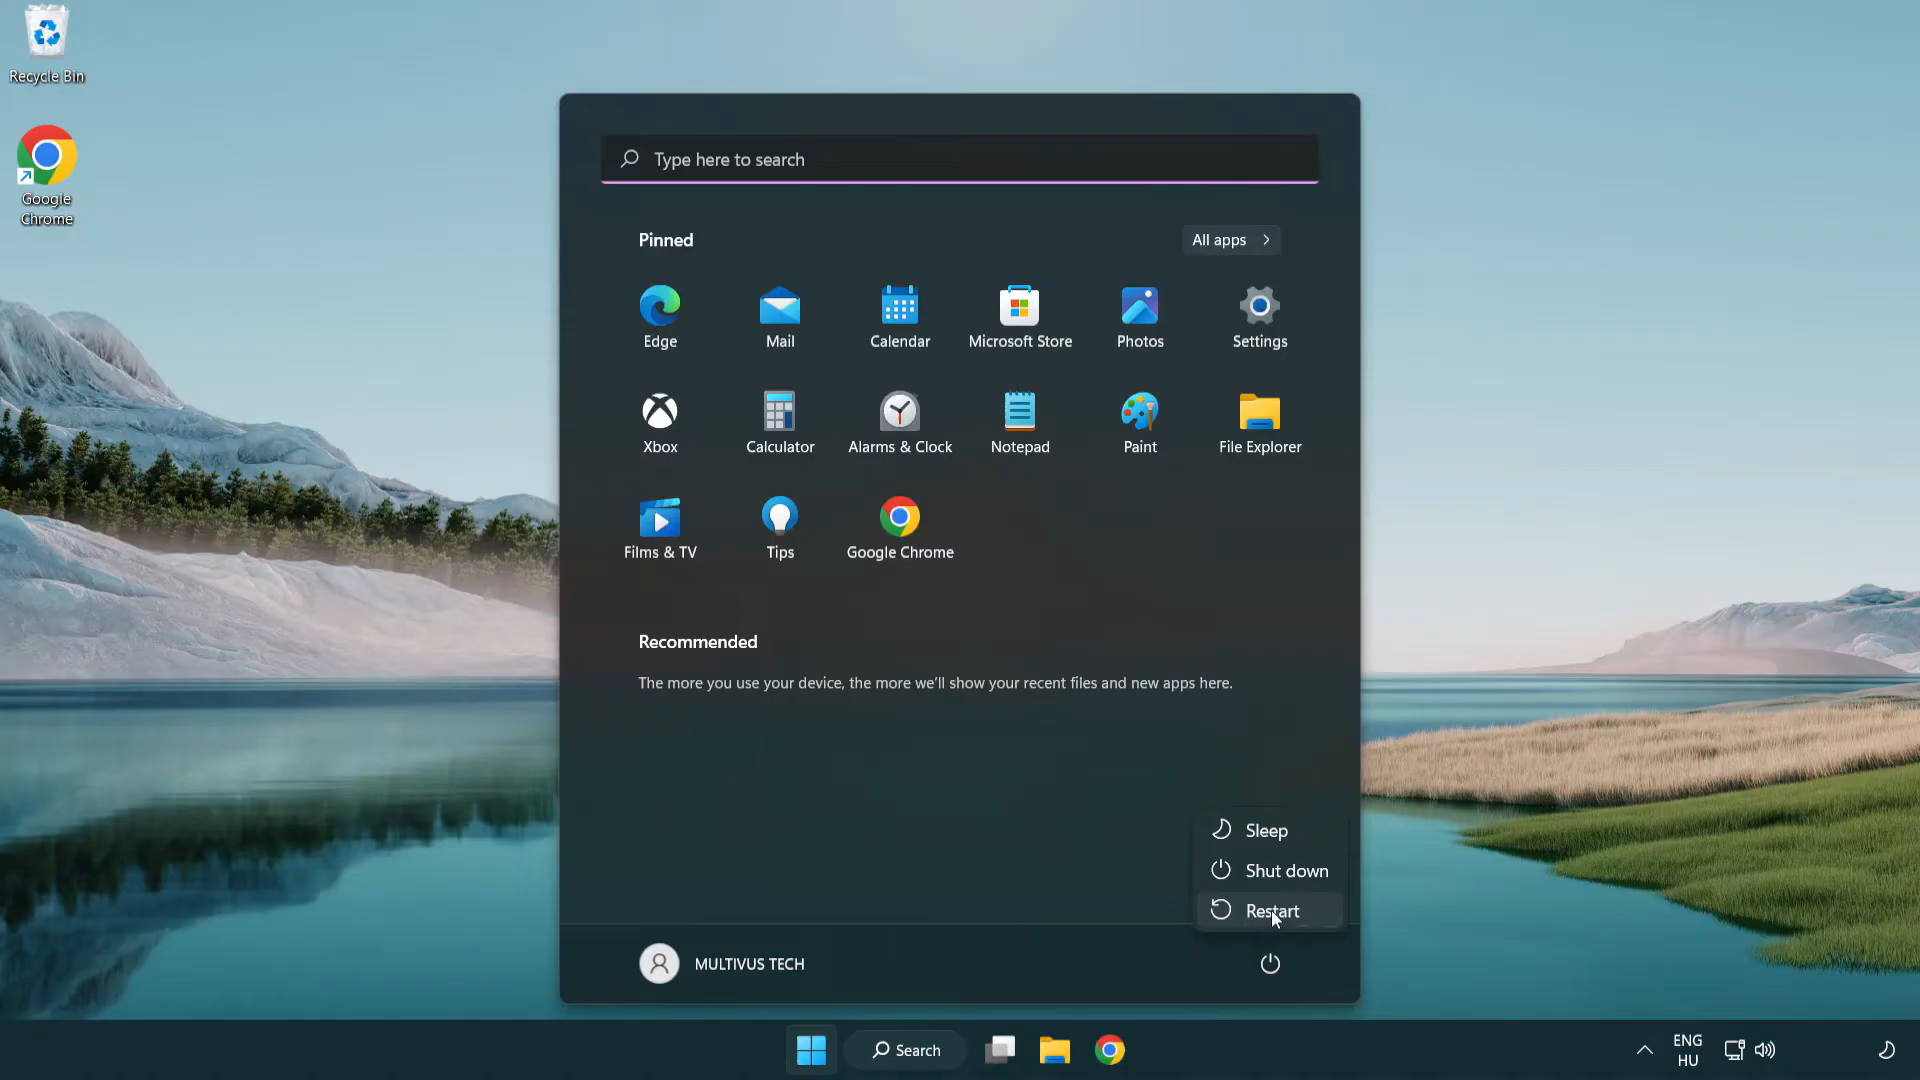 Recycle Bin
Google
Chrome
Type here to search
Pinned
All apps
Edge
Mail
Calendar
Microsoft Store
Photos
Settings
Xbox
Calculator
Alarms & Clock
Notepad
Paint
File Explorer
Films & TV
Tips
Google Chrome
Recommended
The more you use your device, the more we'll show your recent files and new apps here.
Sleep
Shut down
Restart
MULTIVUS TECH
Search
ENG
HU